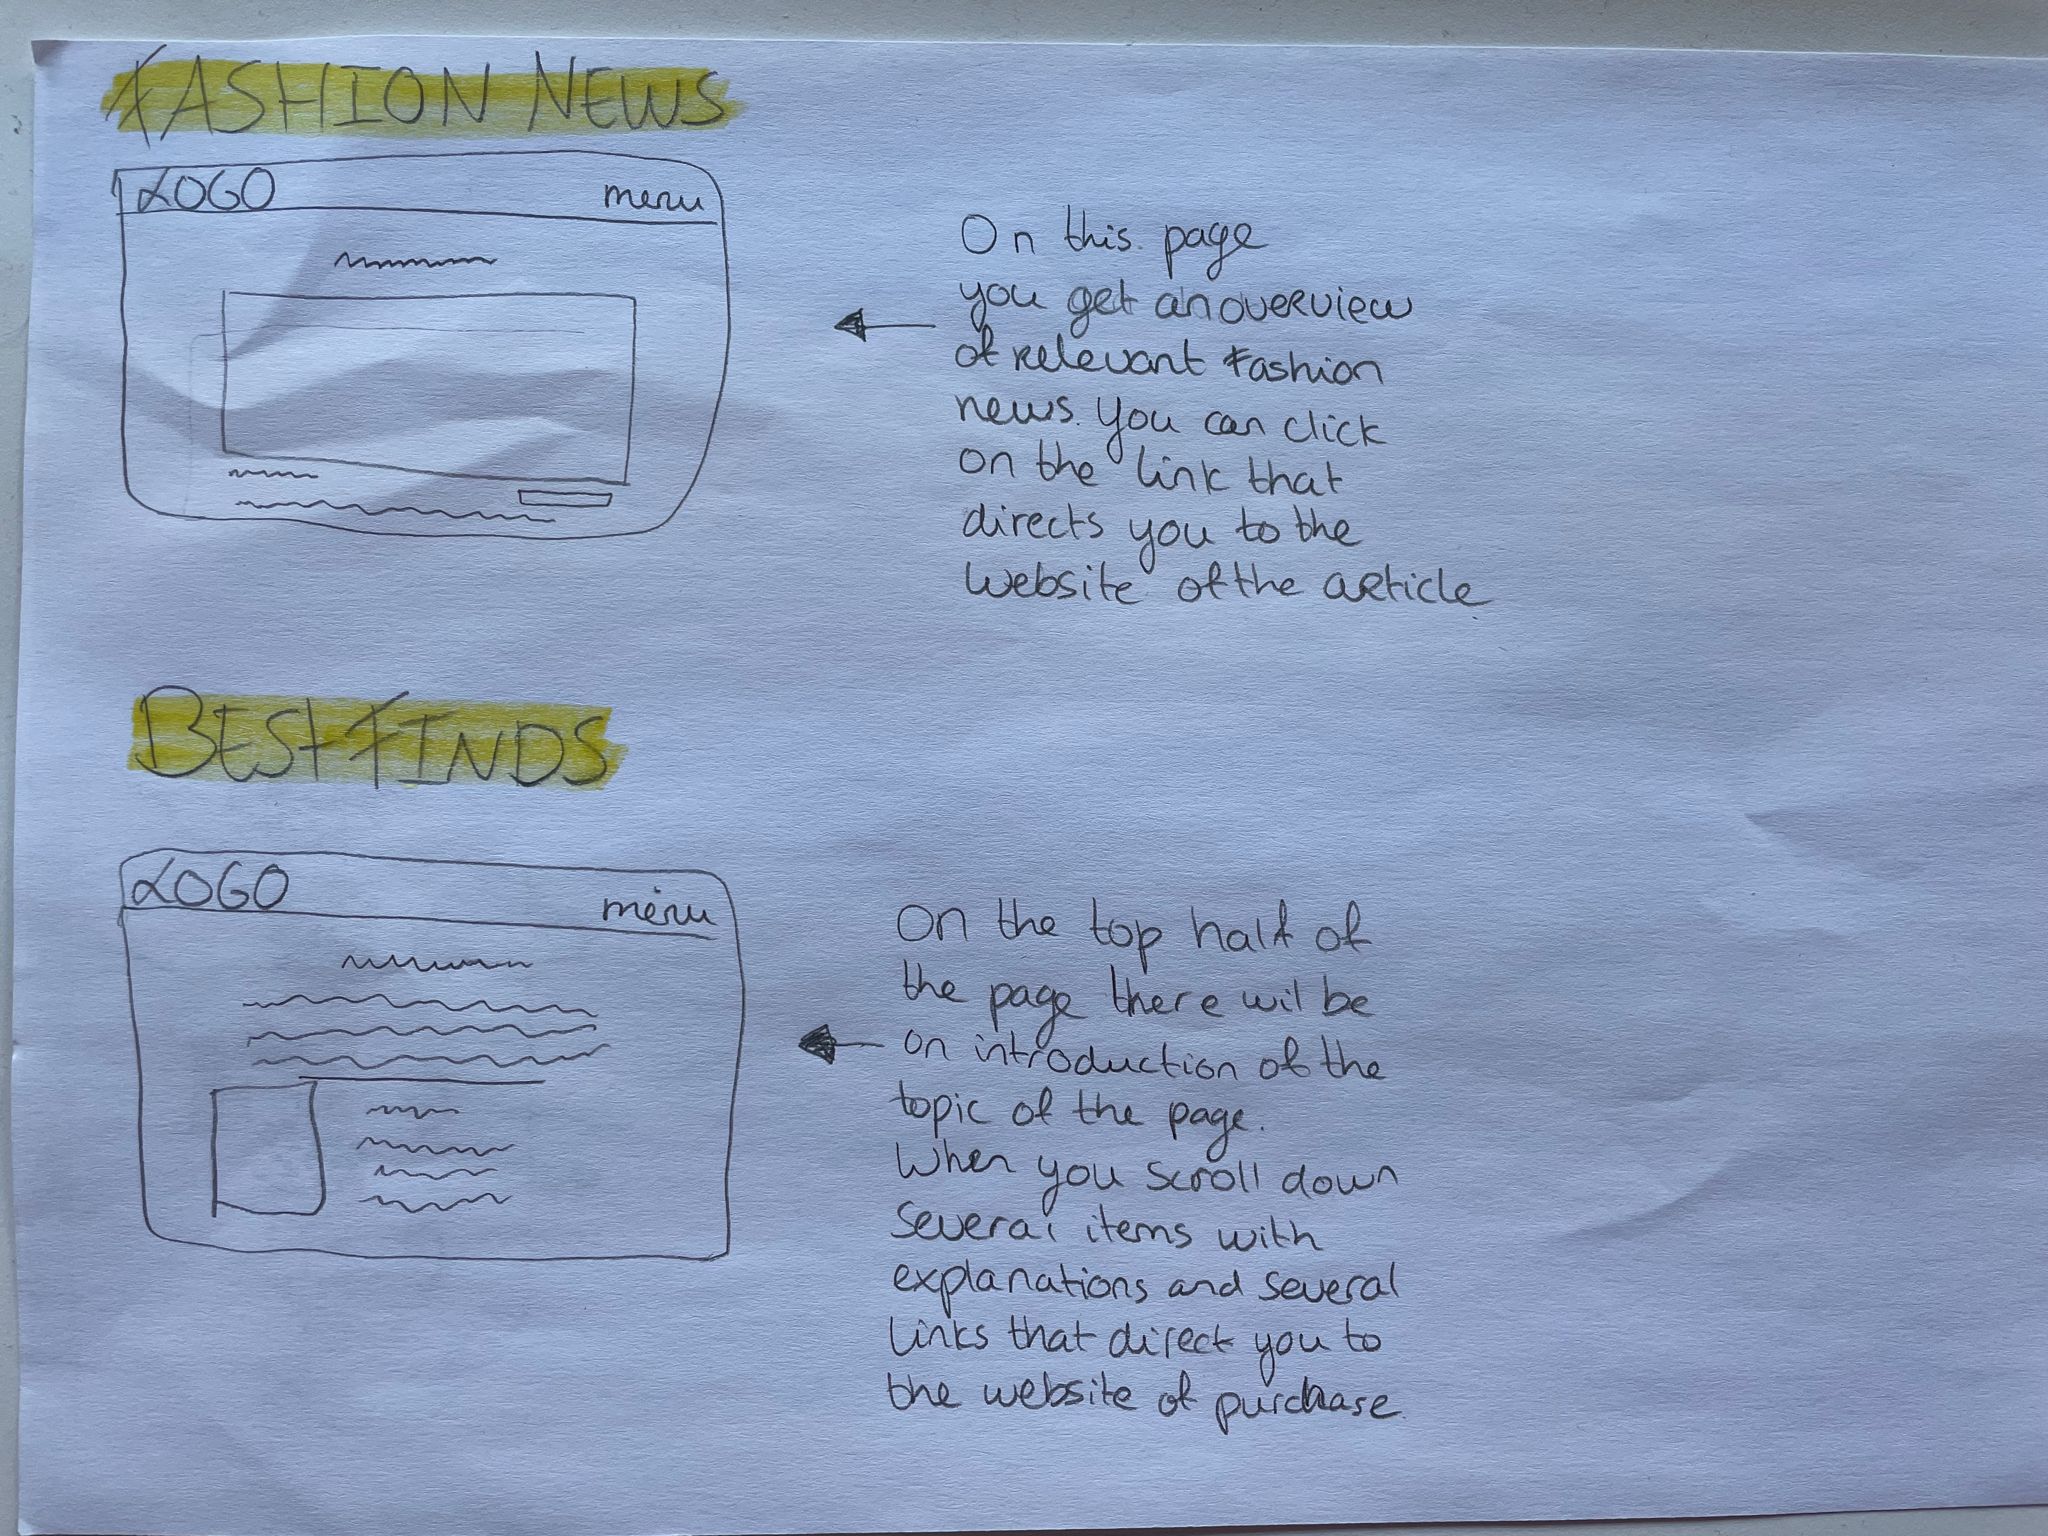 FASHION NEWS
LOGO menu
On this page
you get an overview
of relevant Fashion
news. You can click
on the link that
directs you to the
website of the article.
BEST FINDS
LOGO menu
On the top half of
the page there wil be
on introduction of the
topic of the page.
When you scroll down
several items with
explanations and several
links that direct you to
the website of purchase.